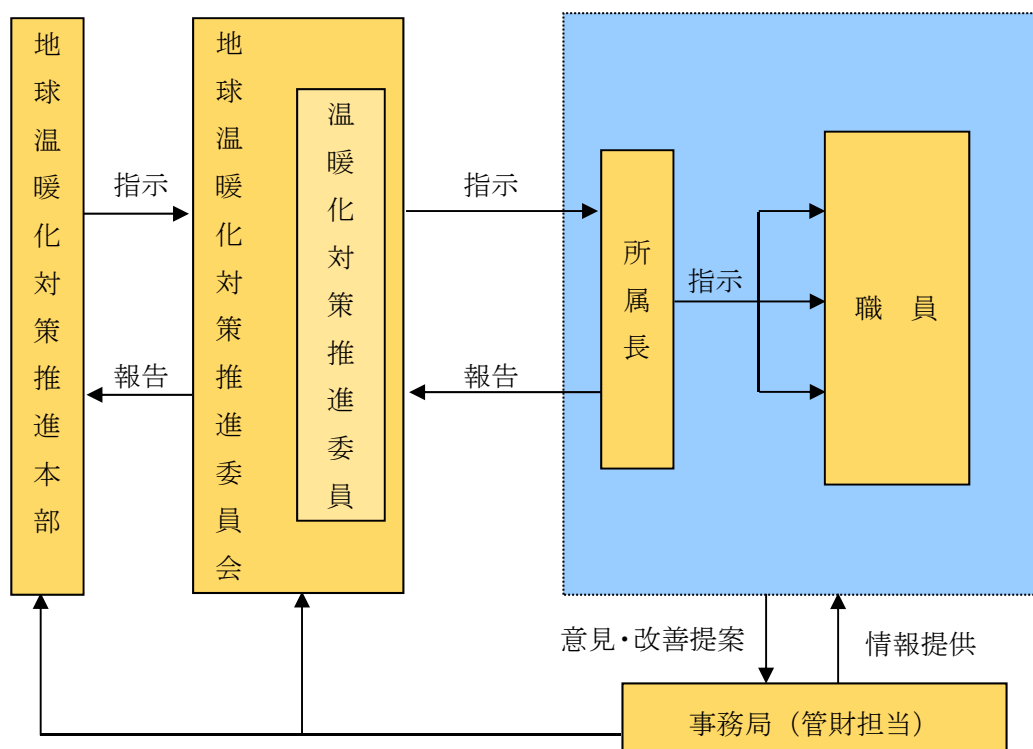 地球温暖化対策推進本部
指示
報告
地球温暖化対策推進委員会
温暖化対策推進委員
指示
報告
所属長
指示
職　員
意見・改善提案
情報提供
事務局（管財担当）